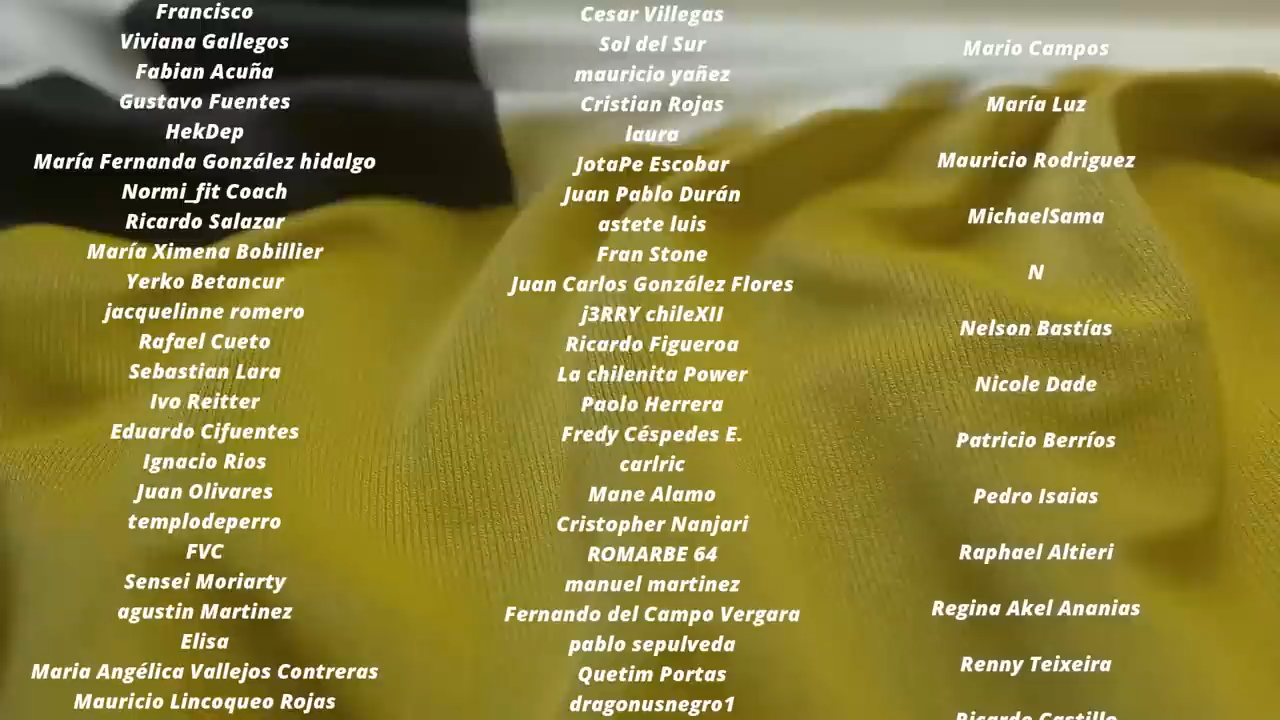 Francisco
Viviana Gallegos
Fabian Acuña
Gustavo Fuentes
HekDep
María Fernanda González hidalgo
Normi_fit Coach
Ricardo Salazar
María Ximena Bobillier
Yerko Betancur
jacquelinne romero
Rafael Cueto
Sebastian Lara
Ivo Reitter
Eduardo Cifuentes
Ignacio Rios
Juan Olivares
templodeperro
FVC
Sensei Moriarty
agustin Martinez
Elisa
Maria Angélica Vallejos Contreras
Mauricio Lincoqueo Rojas
Cesar Villegas
Sol del Sur
mauricio yañez
Cristian Rojas
laura
JotaPe Escobar
Juan Pablo Durán
astete luis
Fran Stone
Juan Carlos González Flores
j3RRY chileXII
Ricardo Figueroa
La chilenita Power
Paolo Herrera
Fredy Céspedes E.
carlric
Mane Alamo
Cristopher Nanjari
ROMARBE 64
manuel martinez
Fernando del Campo Vergara
pablo sepulveda
Quetim Portas
dragonusnegro1
Mario Campos
María Luz
Mauricio Rodriguez
MichaelSama
N
Nelson Bastías
Nicole Dade
Patricio Berríos
Pedro Isaias
Raphael Altieri
Regina Akel Ananias
Renny Teixeira
Ricardo Castillo